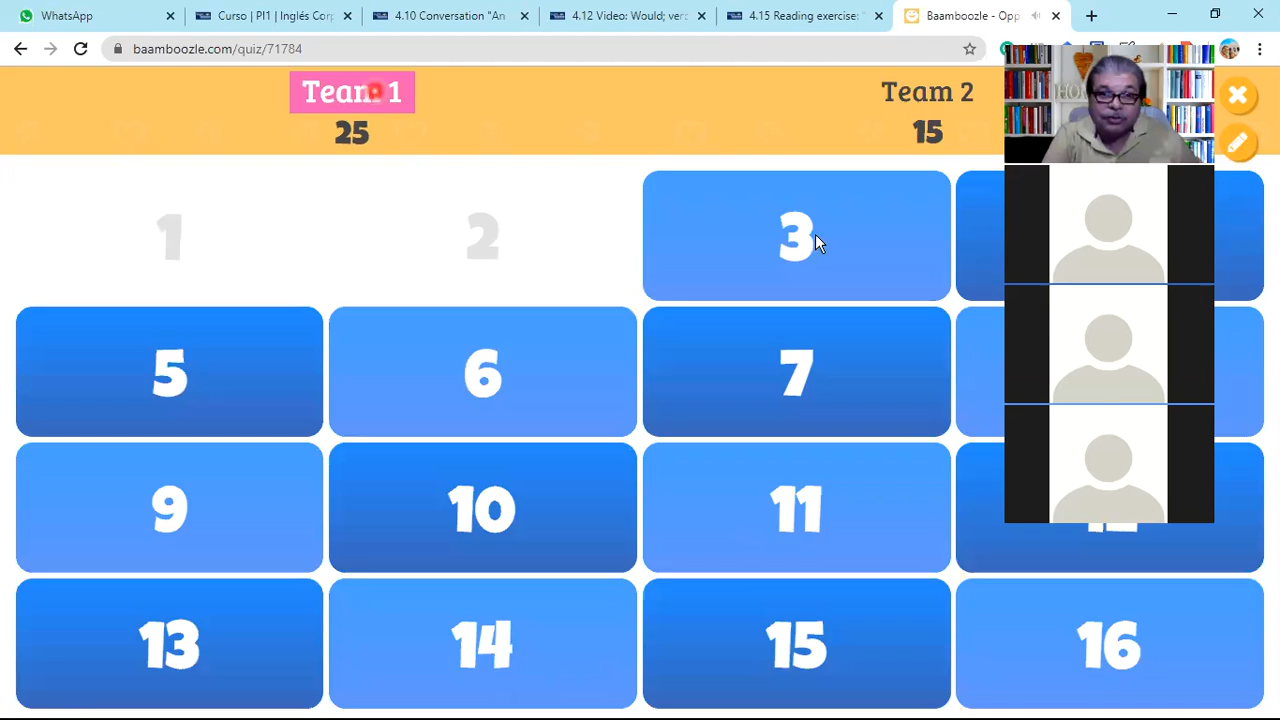 WhatsApp
Curso | PI1 | Inglés Corp
4.10 Conversation "An
4.12 Video: Would; ver
4.15 Reading exercise: "
Baamboozle - Opp
baamboozle.com/quiz/71784
Team 1
Team 2
25
15
1
2
3
5
6
7
9
10
11
12
13
14
15
16